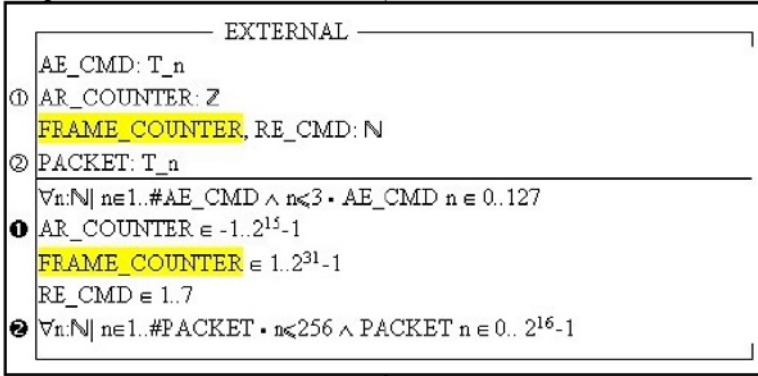 EXTERNAL
AE_CMD: T_n
① AR_COUNTER: ℤ
FRAME_COUNTER, RE_CMD: ℕ
② PACKET: T_n
∀n:ℕ| n∈1..#AE_CMD ∧ n⩽3 • AE_CMD n ∈ 0..127
❶ AR_COUNTER ∈ -1..2¹⁵-1
FRAME_COUNTER ∈ 1..2³¹-1
RE_CMD ∈ 1..7
❷ ∀n:ℕ| n∈1..#PACKET • n⩽256 ∧ PACKET n ∈ 0.. 2¹⁶-1